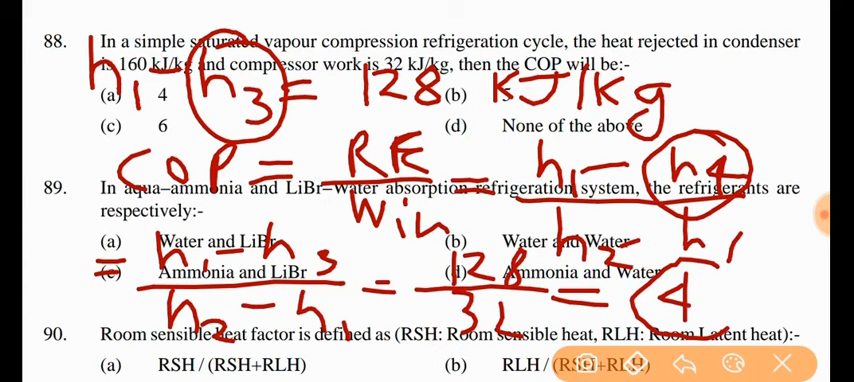 88. In a simple saturated vapour compression refrigeration cycle, the heat rejected in condenser
is 160 kJ/kg and compressor work is 32 kJ/kg, then the COP will be:-
h1 - h3 = 128 kJ/kg
(a) 4 (b) 5
(c) 6 (d) None of the above
COP = RE/Win = h1 - h4 / h2 - h1
89. In aqua–ammonia and LiBr–Water absorption refrigeration system, the refrigerants are
respectively:-
(a) Water and LiBr (b) Water and Water
(c) Ammonia and LiBr (d) Ammonia and Water
= h1 - h3 / h2 - h1 = 128/32 = 4
90. Room sensible heat factor is defined as (RSH: Room sensible heat, RLH: Room Latent heat):-
(a) RSH / (RSH+RLH) (b) RLH / (RSH+RLH)